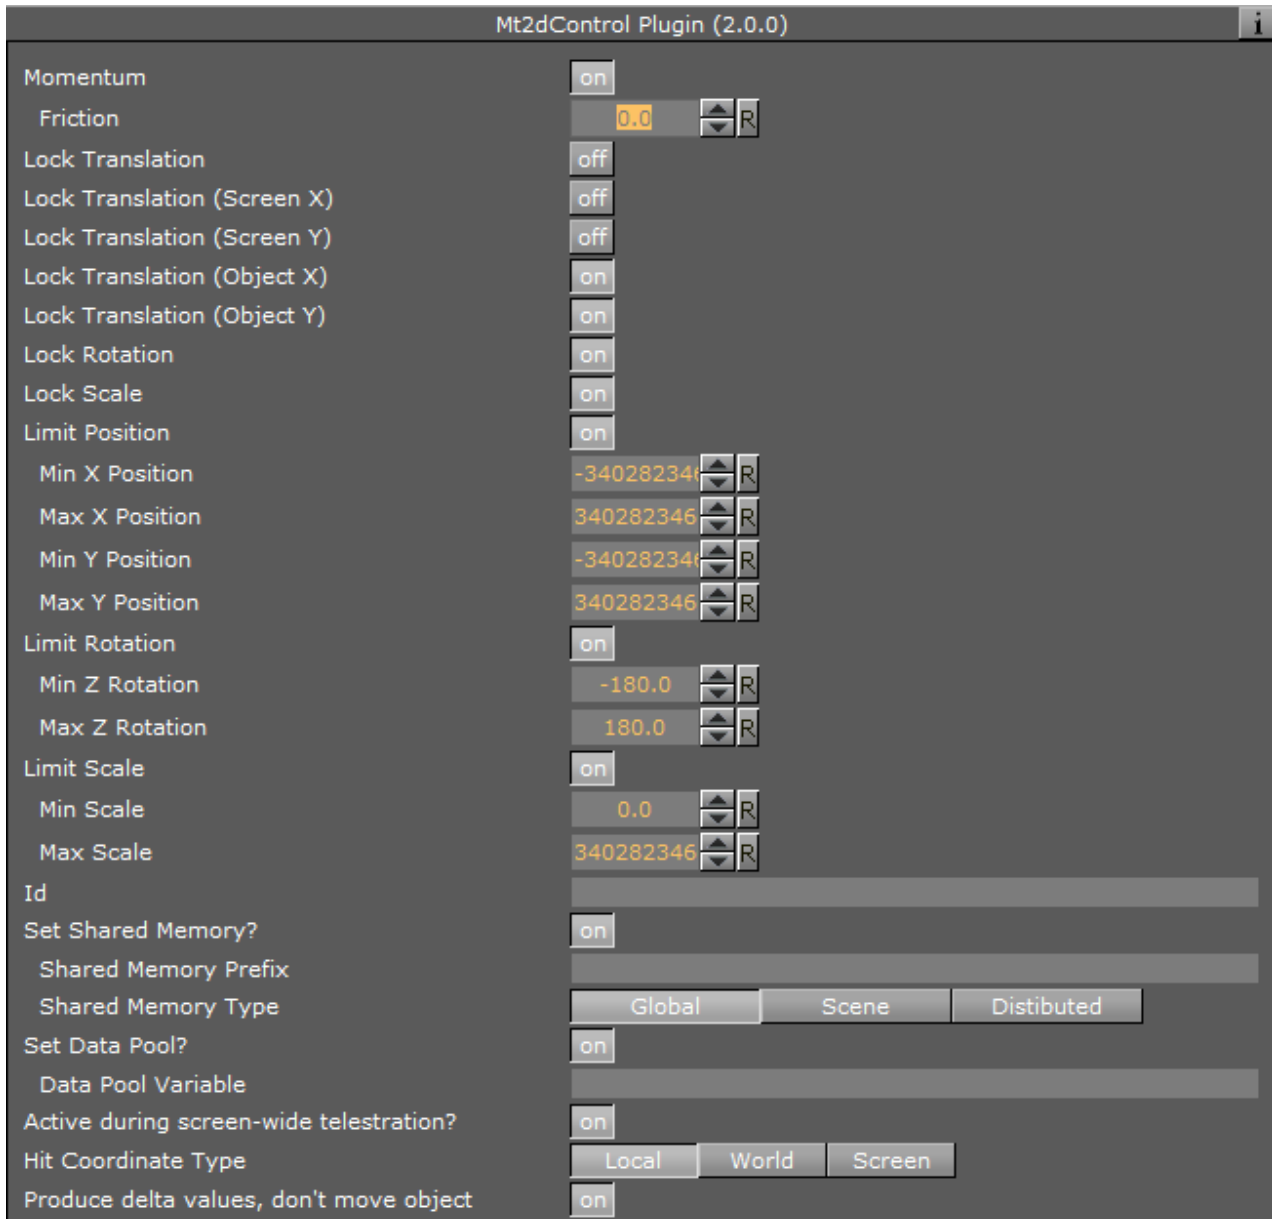 Mt2dControl Plugin (2.0.0) i
Momentum on
Friction 0.0 R
Lock Translation off
Lock Translation (Screen X) off
Lock Translation (Screen Y) off
Lock Translation (Object X) on
Lock Translation (Object Y) on
Lock Rotation on
Lock Scale on
Limit Position on
Min X Position -340282346 R
Max X Position 340282346 R
Min Y Position -340282346 R
Max Y Position 340282346 R
Limit Rotation on
Min Z Rotation -180.0 R
Max Z Rotation 180.0 R
Limit Scale on
Min Scale 0.0 R
Max Scale 340282346 R
Id
Set Shared Memory? on
Shared Memory Prefix
Shared Memory Type Global Scene Distibuted
Set Data Pool? on
Data Pool Variable
Active during screen-wide telestration? on
Hit Coordinate Type Local World Screen
Produce delta values, don't move object on